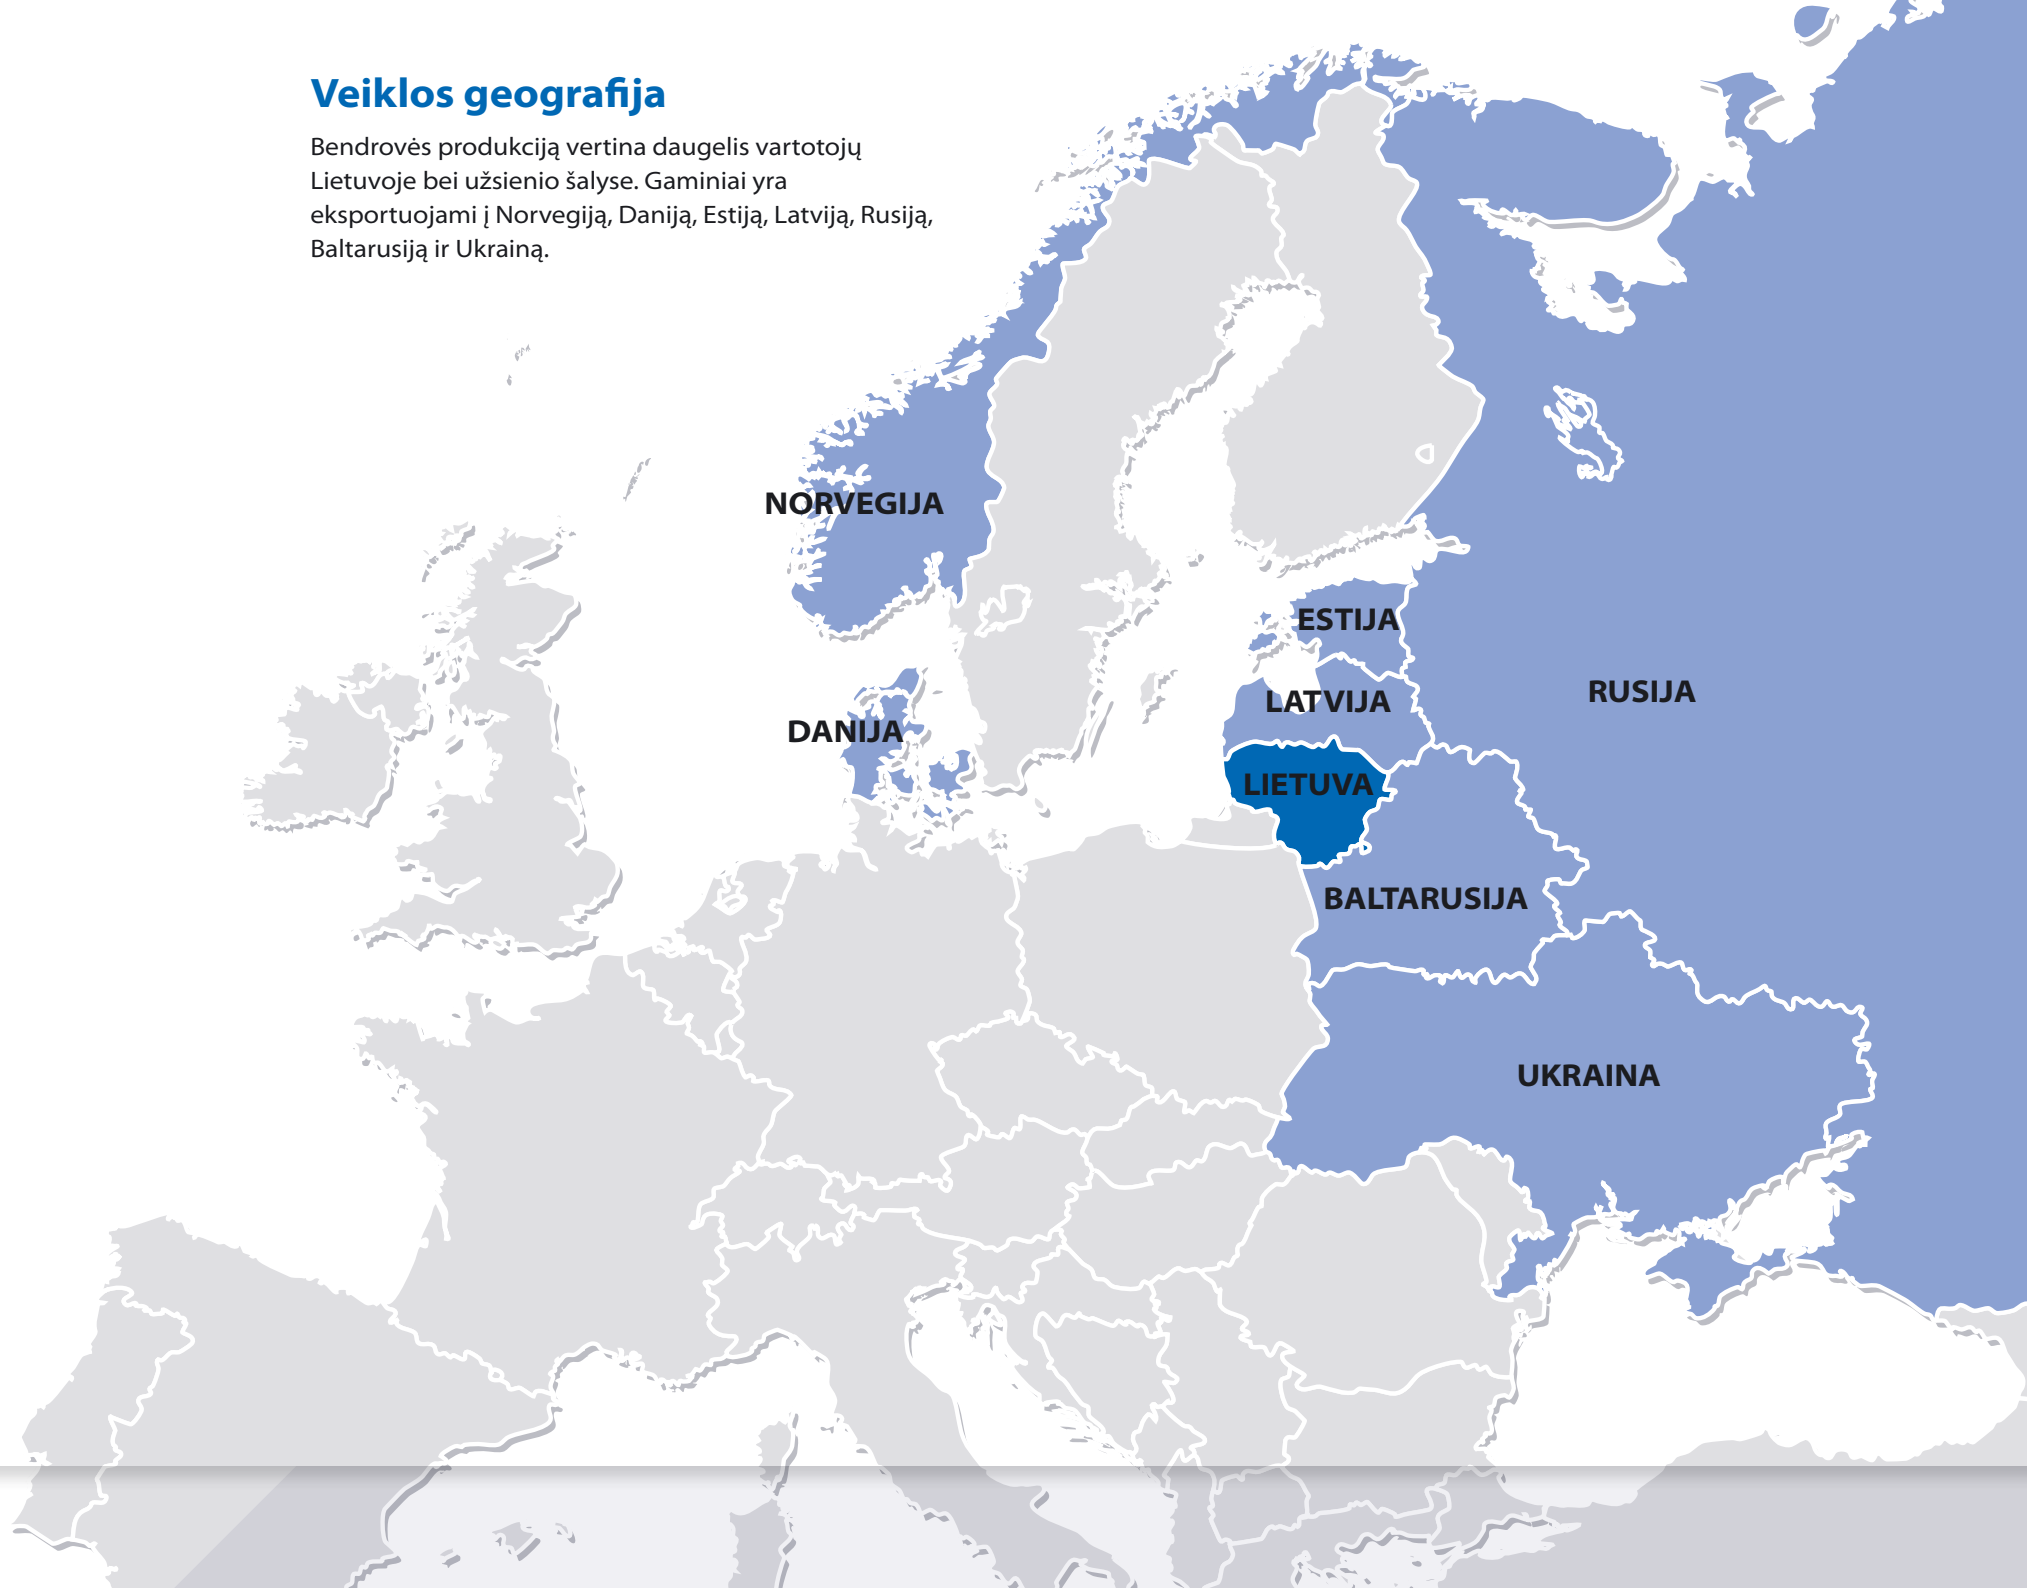 Veiklos geografija
Bendrovės produkciją vertina daugelis vartotojų
Lietuvoje bei užsienio šalyse. Gaminiai yra
eksportuojami į Norvegiją, Daniją, Estiją, Latviją, Rusiją,
Baltarusiją ir Ukrainą.
NORVEGIJA
ESTIJA
RUSIJA
LATVIJA
DANIJA
LIETUVA
BALTARUSIJA
UKRAINA